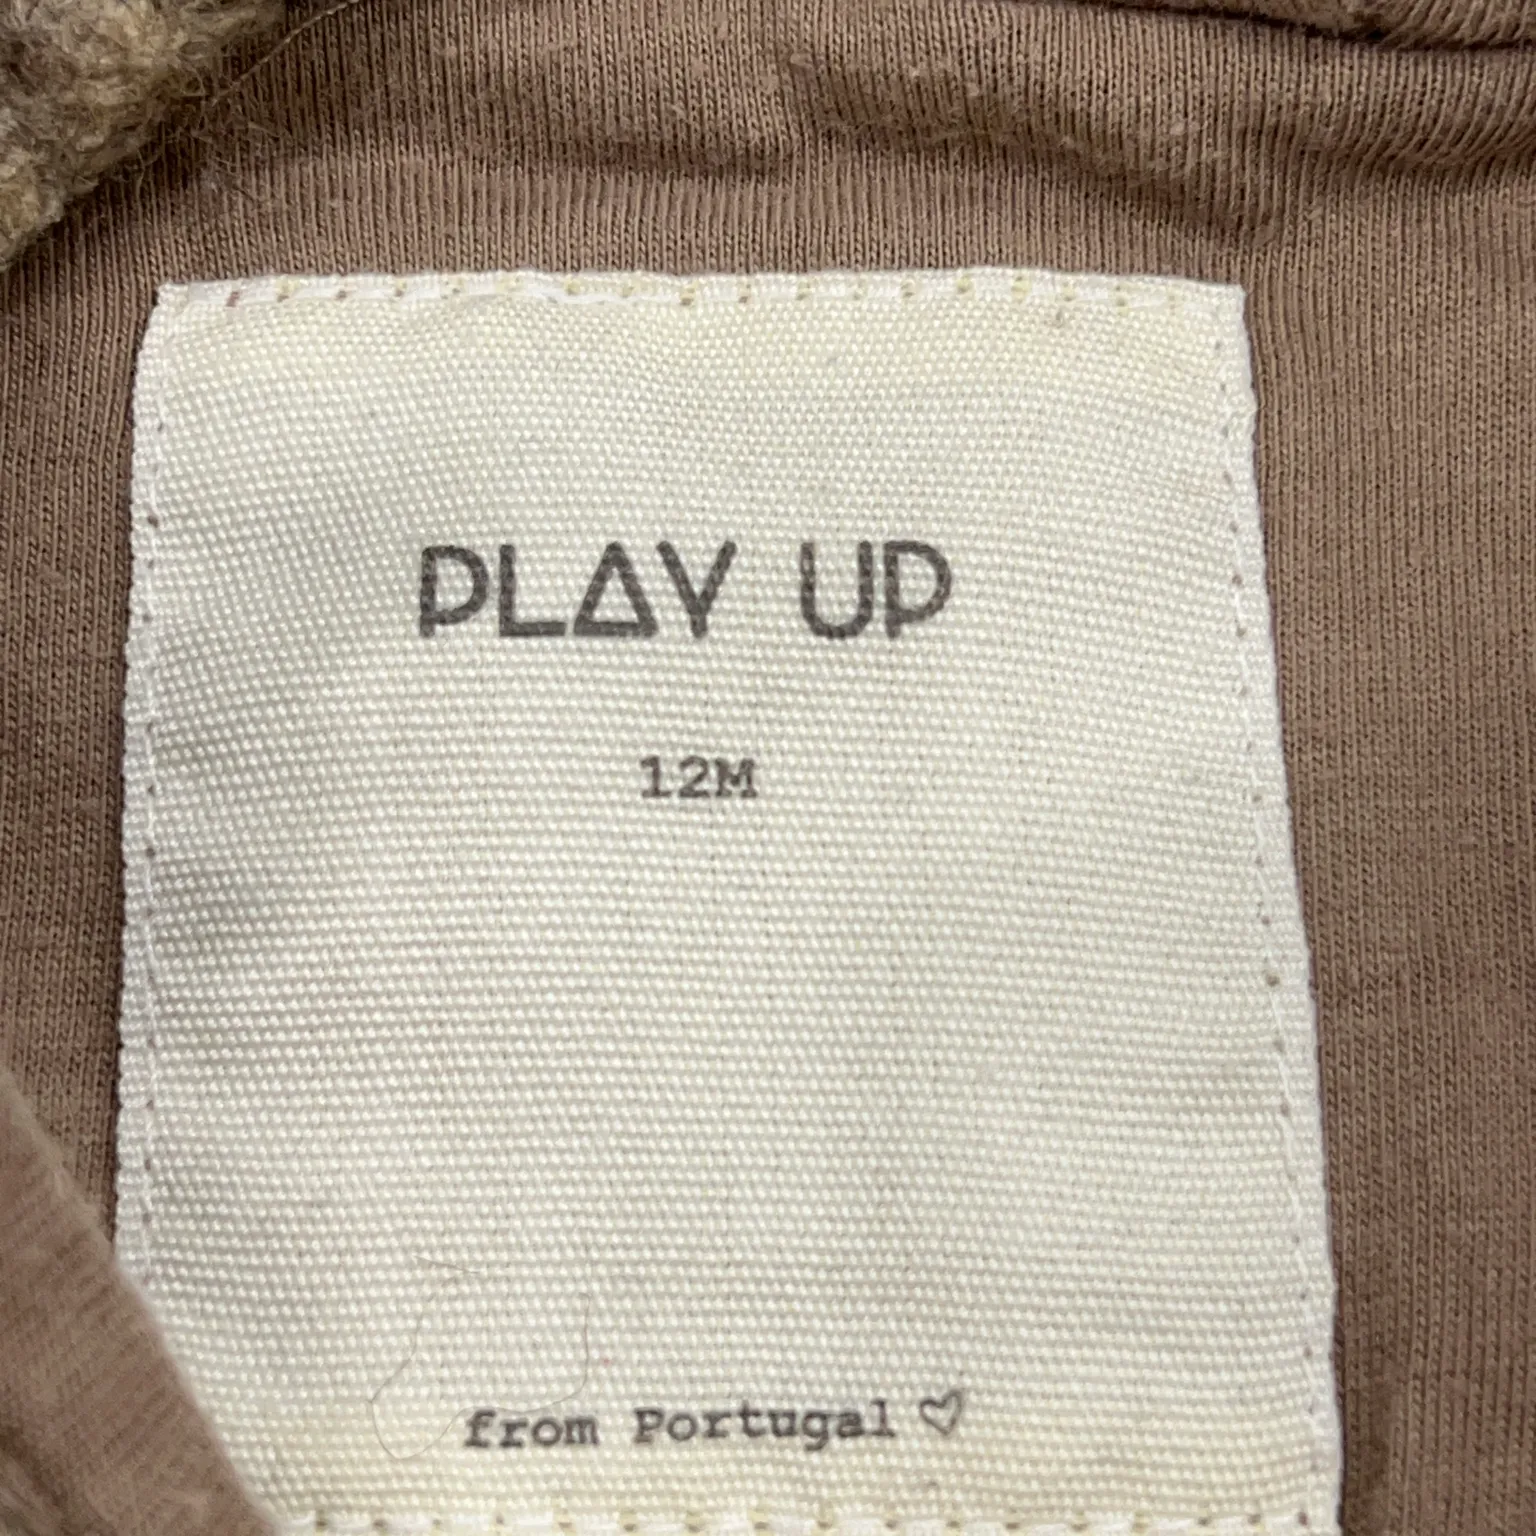 PLAY UP
12M
from Portugal ♡